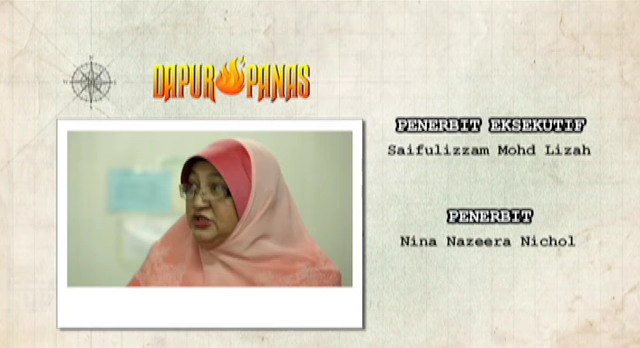 DAPUR PANAS
PENERBIT EKSEKUTIF
Saifulizzam Mohd Lizah
PENERBIT
Nina Nazeera Nichol